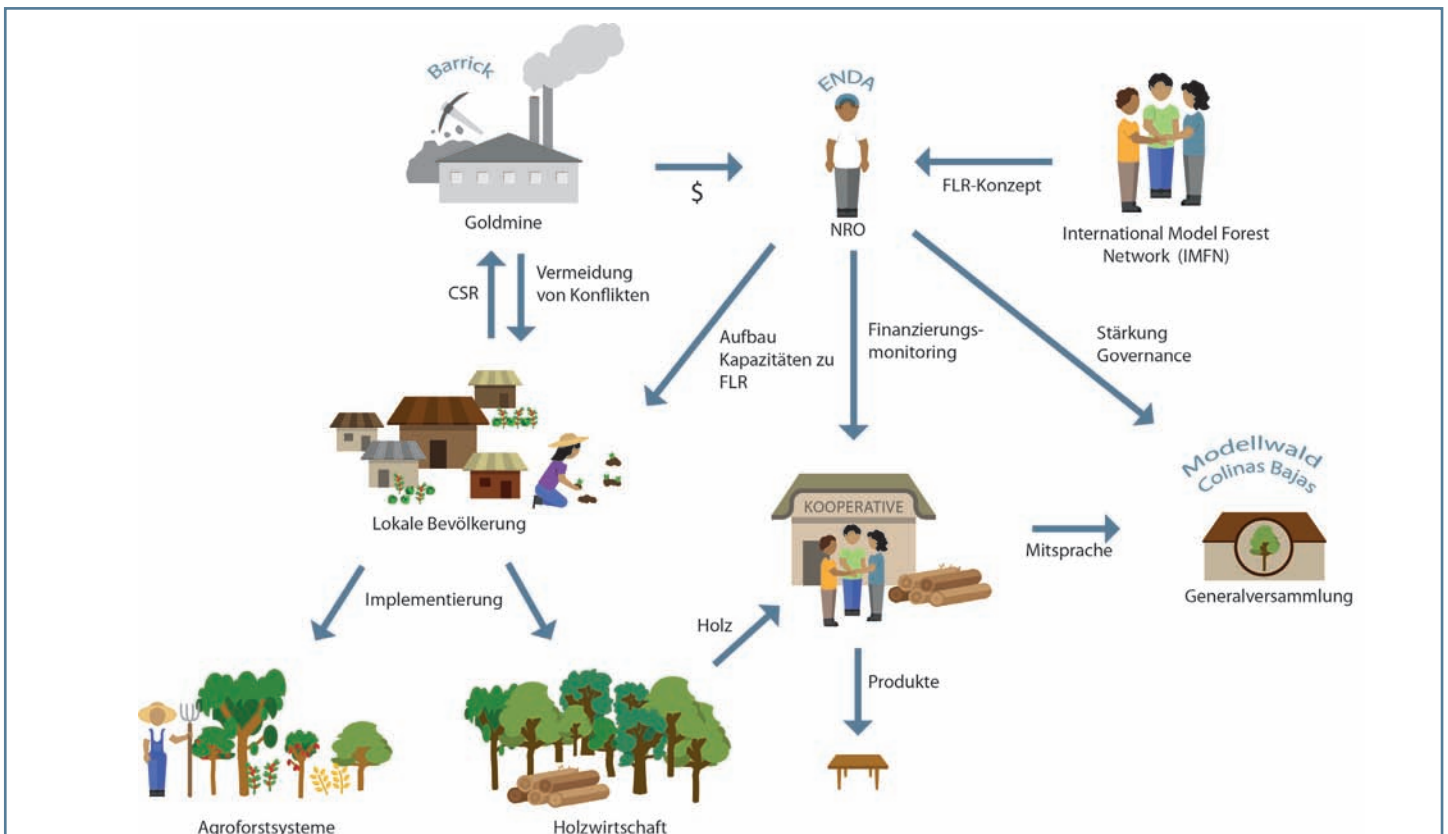 Barrick
ENDA
Goldmine
$
NRO
FLR-Konzept
International Model Forest
Network (IMFN)
CSR
Vermeidung
von Konflikten
Aufbau
Kapazitäten zu
FLR
Finanzierungs-
monitoring
Stärkung
Governance
Lokale Bevölkerung
Modellwald
Colinas Bajas
KOOPERATIVE
Mitsprache
Generalversammlung
Implementierung
Holz
Produkte
Agroforstsysteme
Holzwirtschaft